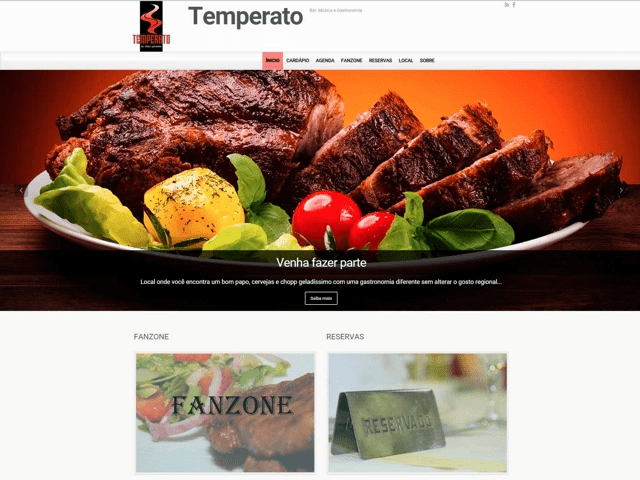 TEMPERATO
Temperato
Bar, Música e Gastronomia
ÍNICIO CARDÁPIO AGENDA FANZONE RESERVAS LOCAL SOBRE
Venha fazer parte
Local onde você encontra um bom papo, cervejas e chopp geladíssimo com uma gastronomia diferente sem alterar o gosto regional...
Saiba mais
FANZONE RESERVAS
FANZONE
RESERVADO